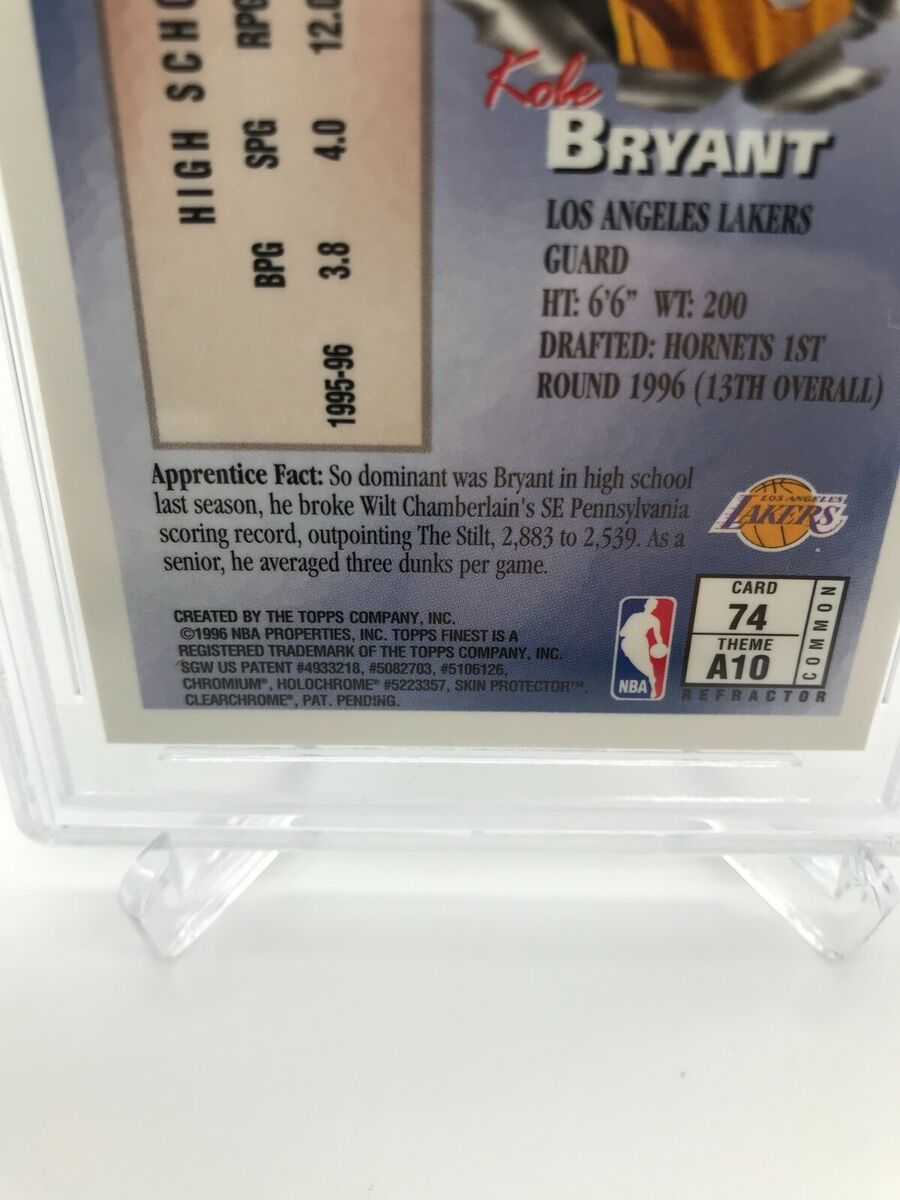 HIGH SCHO
RPG 12.0
SPG 4.0
BPG 3.8
1995-96
Kobe
BRYANT
LOS ANGELES LAKERS
GUARD
HT: 6'6" WT: 200
DRAFTED: HORNETS 1ST
ROUND 1996 (13TH OVERALL)
Apprentice Fact: So dominant was Bryant in high school
last season, he broke Wilt Chamberlain's SE Pennsylvania
scoring record, outpointing The Stilt, 2,883 to 2,539. As a
senior, he averaged three dunks per game.
LOS ANGELES
LAKERS
CREATED BY THE TOPPS COMPANY, INC.
©1996 NBA PROPERTIES, INC. TOPPS FINEST IS A
REGISTERED TRADEMARK OF THE TOPPS COMPANY, INC.
SGW US PATENT #4933218, #5082703, #5106126,
CHROMIUM®, HOLOCHROME® #5223357, SKIN PROTECTOR™,
CLEARCHROME®, PAT. PENDING.
NBA
CARD
74
THEME
A10
COMMON
REFRACTOR